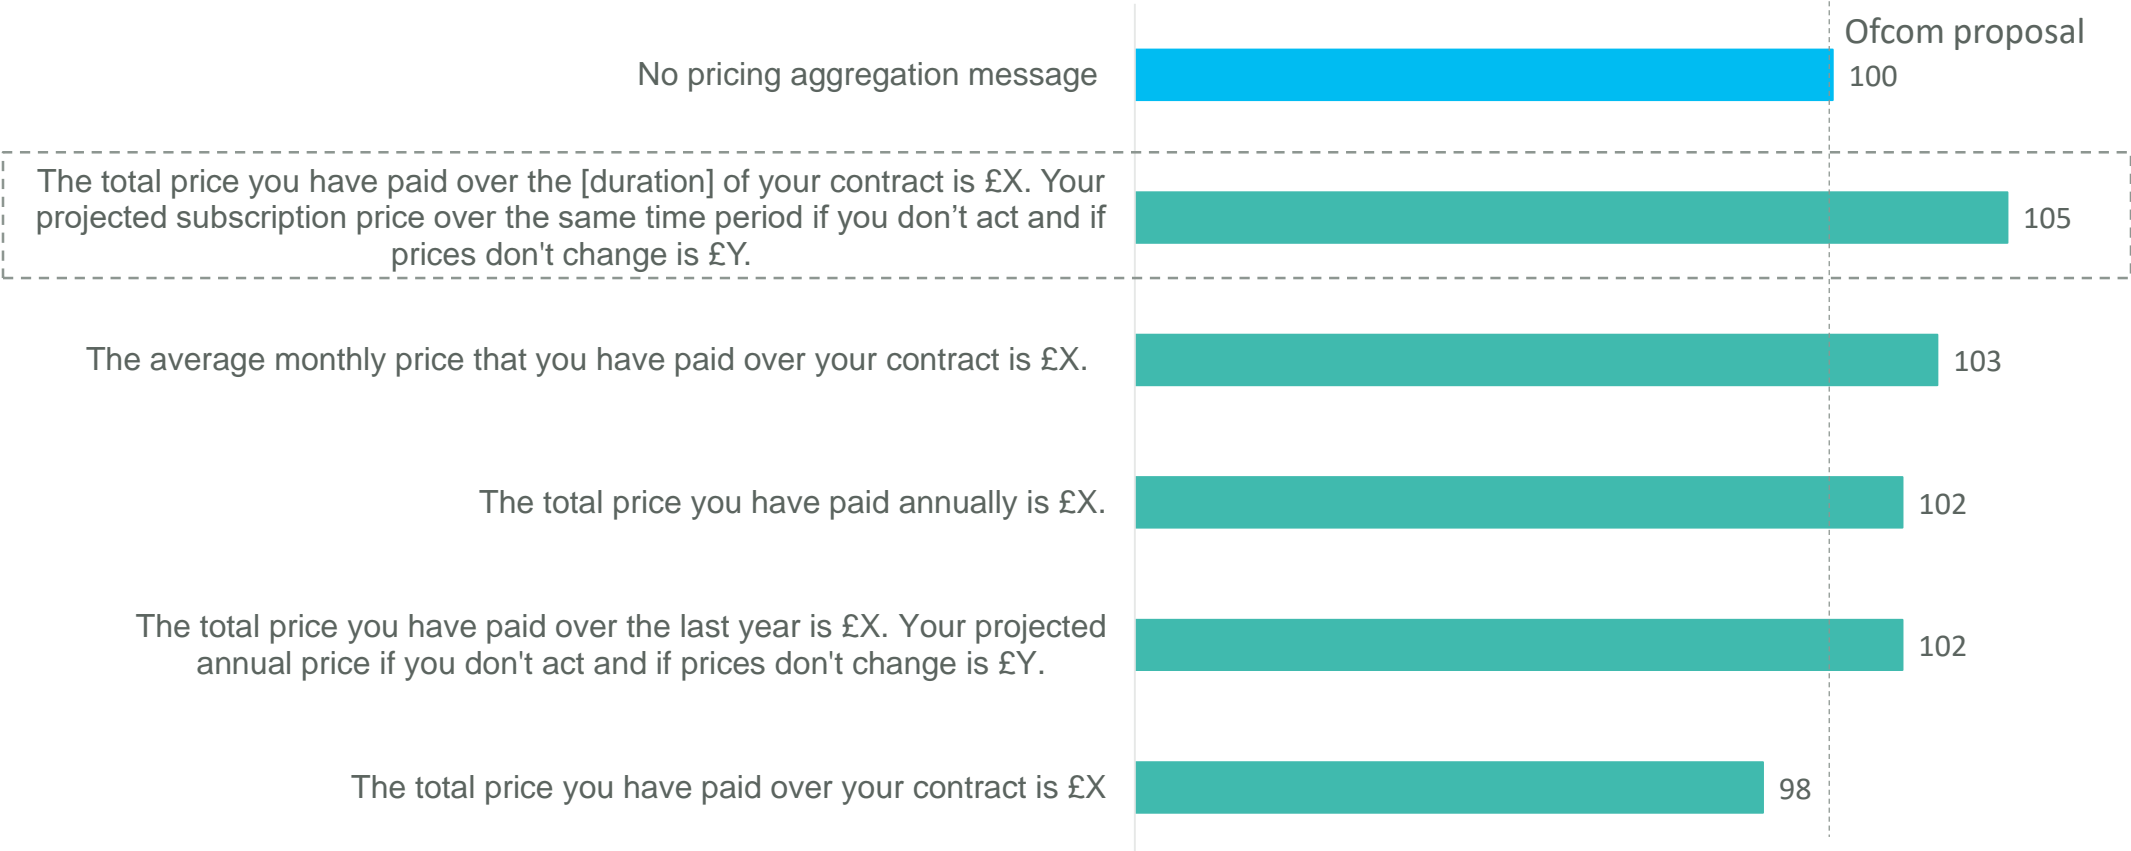 Ofcom proposal
No pricing aggregation message
100
The total price you have paid over the [duration] of your contract is £X. Your
projected subscription price over the same time period if you don’t act and if
prices don't change is £Y.
105
The average monthly price that you have paid over your contract is £X.
103
The total price you have paid annually is £X.
102
The total price you have paid over the last year is £X. Your projected
annual price if you don't act and if prices don't change is £Y.
102
The total price you have paid over your contract is £X
98